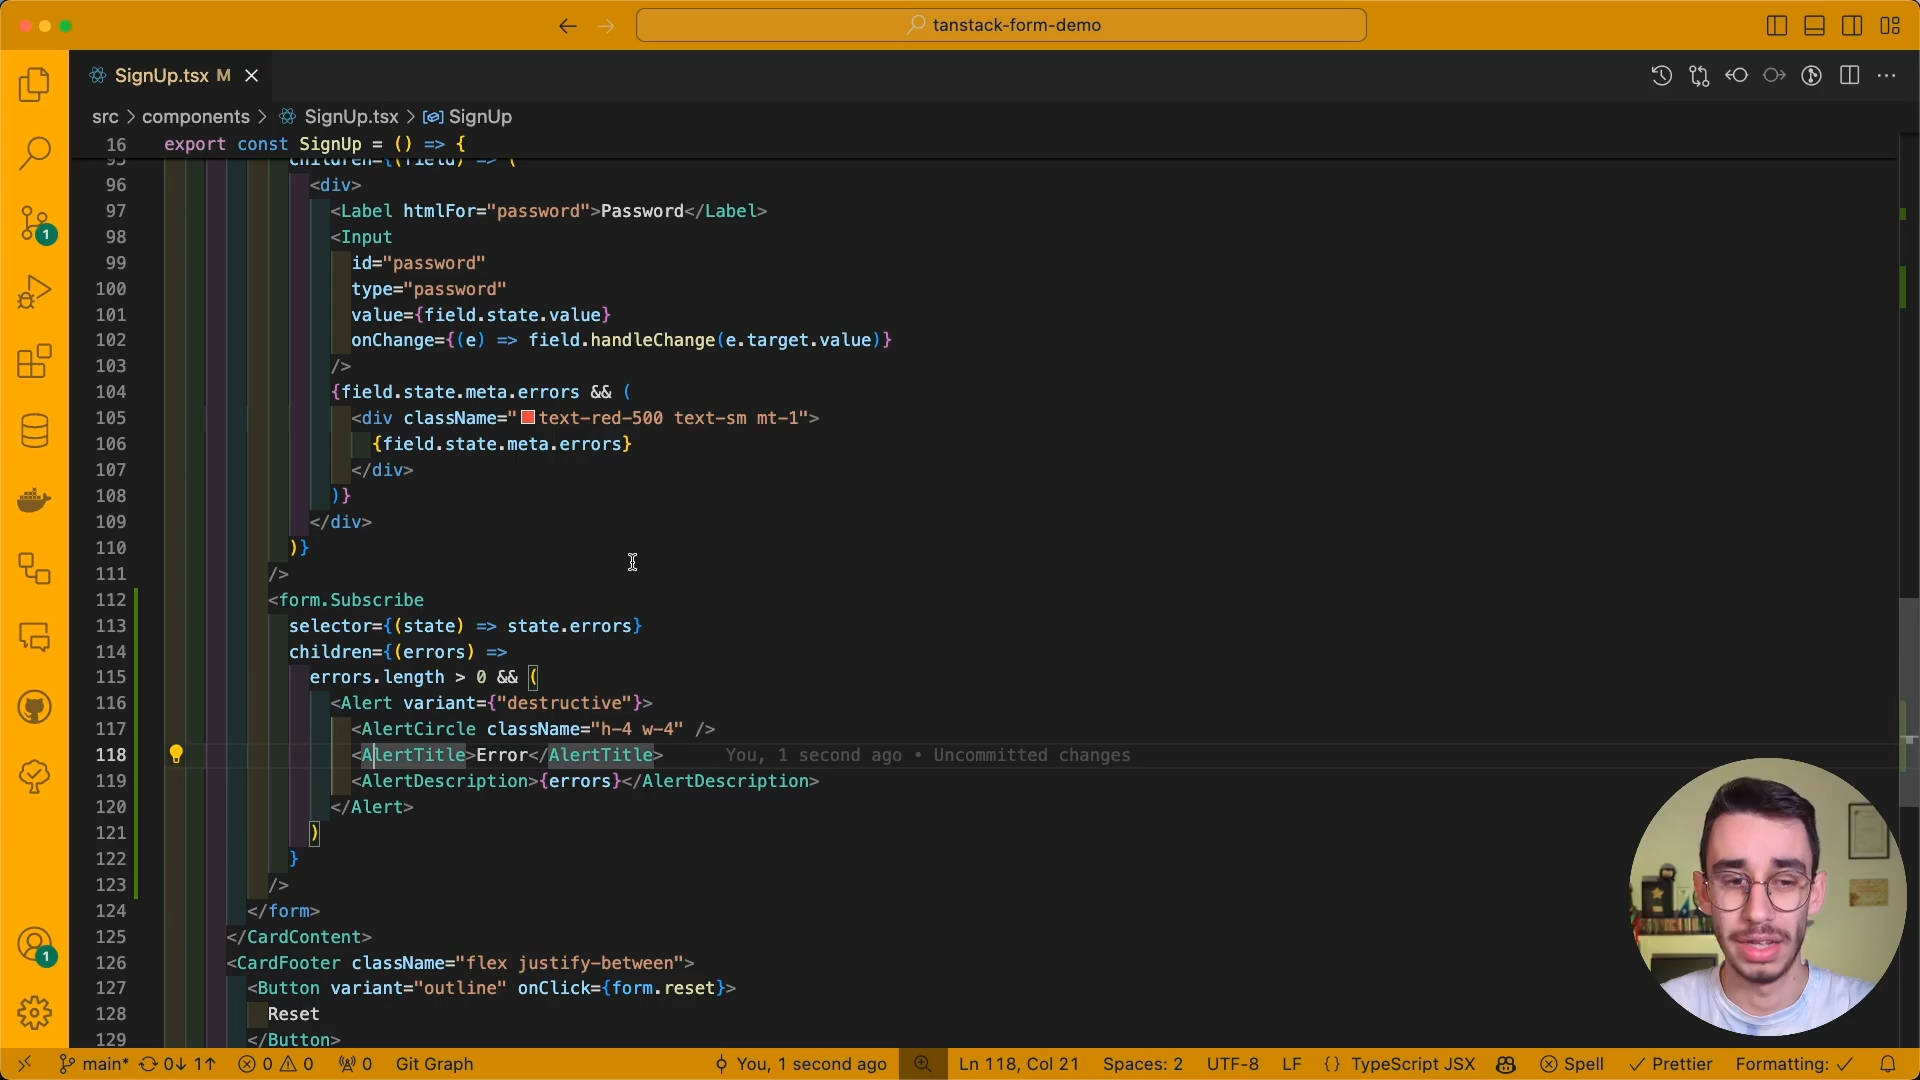 tanstack-form-demo
SignUp.tsx M
src > components > SignUp.tsx > SignUp
16 export const SignUp = () => {
95 children={(field) => (
96 <div>
97 <Label htmlFor="password">Password</Label>
98 <Input
99 id="password"
100 type="password"
101 value={field.state.value}
102 onChange={(e) => field.handleChange(e.target.value)}
103 />
104 {field.state.meta.errors && (
105 <div className="text-red-500 text-sm mt-1">
106 {field.state.meta.errors}
107 </div>
108 )}
109 </div>
110 )}
111 />
112 <form.Subscribe
113 selector={(state) => state.errors}
114 children={(errors) =>
115 errors.length > 0 && (
116 <Alert variant={"destructive"}>
117 <AlertCircle className="h-4 w-4" />
118 <AlertTitle>Error</AlertTitle> You, 1 second ago • Uncommitted changes
119 <AlertDescription>{errors}</AlertDescription>
120 </Alert>
121 )
122 }
123 />
124 </form>
125 </CardContent>
126 <CardFooter className="flex justify-between">
127 <Button variant="outline" onClick={form.reset}>
128 Reset
129 </Button>
1
1
main* 0↓ 1↑ 0 0 0 Git Graph You, 1 second ago Ln 118, Col 21 Spaces: 2 UTF-8 LF {} TypeScript JSX Spell Prettier Formatting: ✓